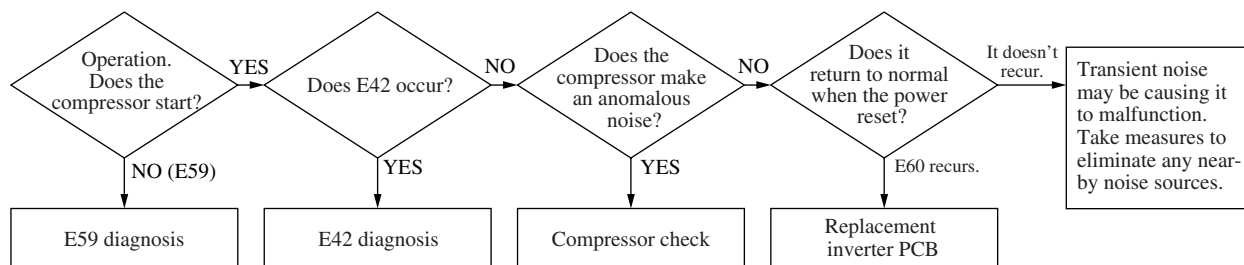 Operation.
Does the
compressor start?
YES
NO (E59)
E59 diagnosis
Does E42 occur?
NO
YES
E42 diagnosis
Does the
compressor make
an anomalous
noise?
NO
YES
Compressor check
Does it
return to normal
when the power
reset?
It doesn’t
recur.
E60 recurs.
Replacement
inverter PCB
Transient noise
may be causing it
to malfunction.
Take measures to
eliminate any near-
by noise sources.